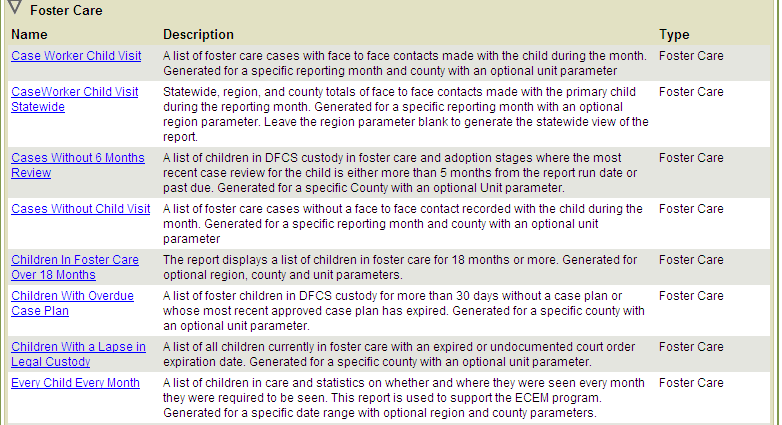 Foster Care
Name Description Type
Case Worker Child Visit A list of foster care cases with face to face contacts made with the child during the month. Foster Care
Generated for a specific reporting month and county with an optional unit parameter
CaseWorker Child Visit Statewide, region, and county totals of face to face contacts made with the primary child Foster Care
Statewide during the reporting month. Generated for a specific reporting month with an optional
region parameter. Leave the region parameter blank to generate the statewide view of the
report.
Cases Without 6 Months A list of children in DFCS custody in foster care and adoption stages where the most Foster Care
Review recent case review for the child is either more than 5 months from the report run date or
past due. Generated for a specific County with an optional Unit parameter.
Cases Without Child Visit A list of foster care cases without a face to face contact recorded with the child during the Foster Care
month. Generated for a specific reporting month and county with an optional unit
parameter
Children In Foster Care The report displays a list of children in foster care for 18 months or more. Generated for Foster Care
Over 18 Months optional region, county and unit parameters.
Children With Overdue A list of foster children in DFCS custody for more than 30 days without a case plan or Foster Care
Case Plan whose most recent approved case plan has expired. Generated for a specific county with
an optional unit parameter.
Children With a Lapse in A list of all children currently in foster care with an expired or undocumented court order Foster Care
Legal Custody expiration date. Generated for a specific county with an optional unit parameter.
Every Child Every Month A list of children in care and statistics on whether and where they were seen every month Foster Care
they were required to be seen. This report is used to support the ECEM program.
Generated for a specific date range with optional region and county parameters.